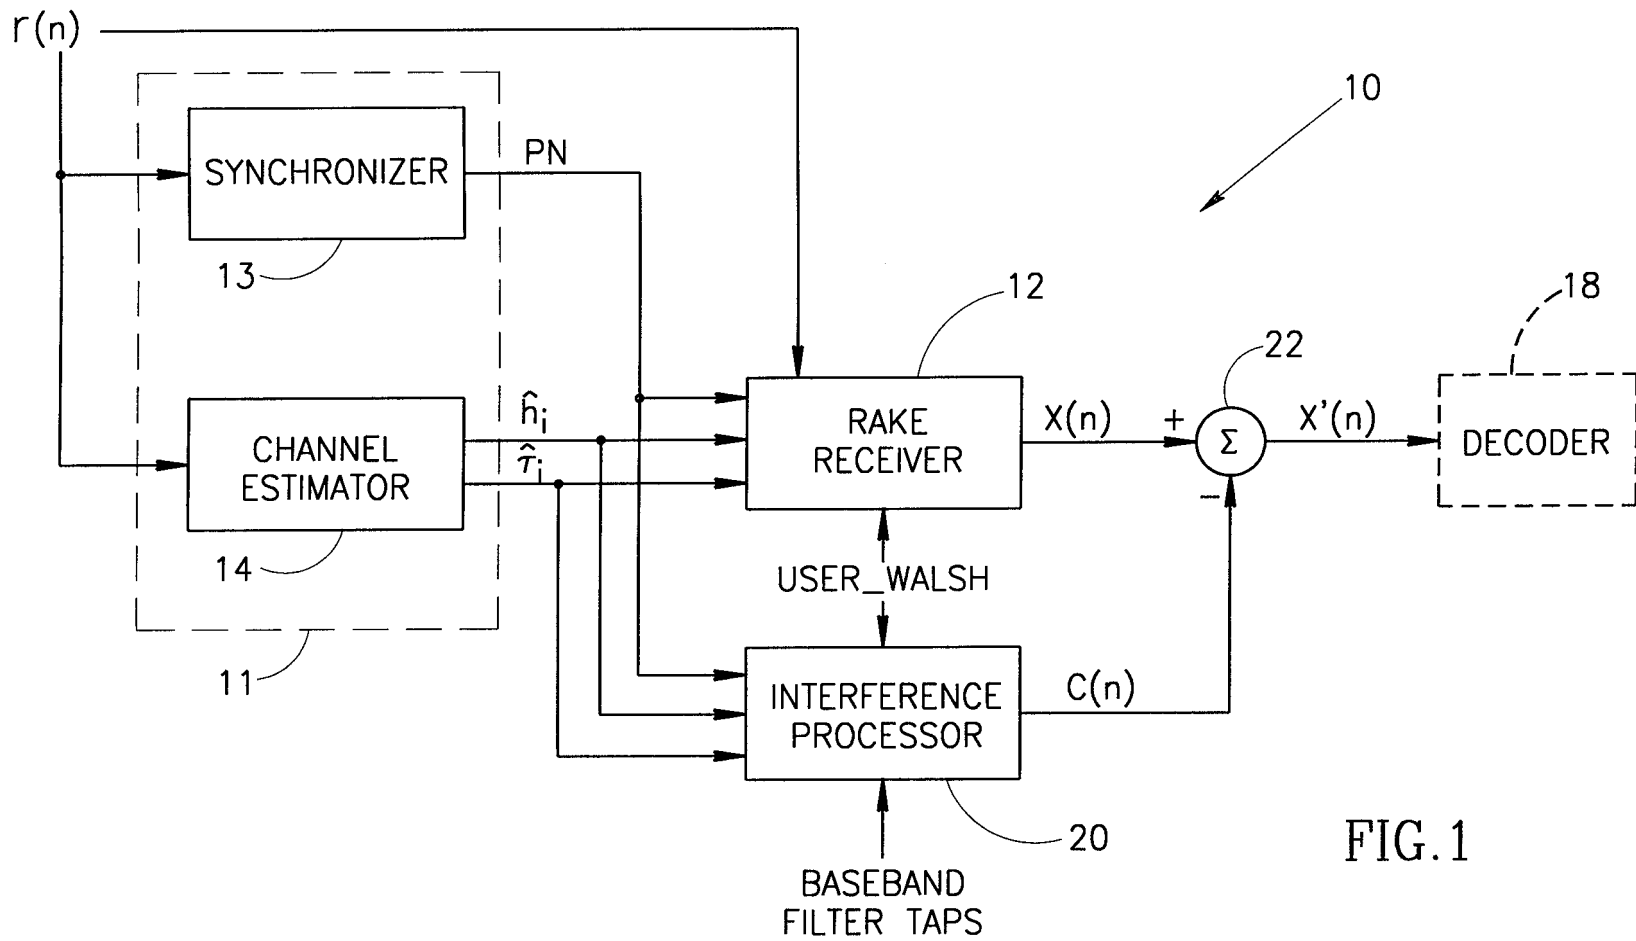 r(n)
10
PN
SYNCHRONIZER
13
12
18
22
ĥi
RAKE
RECEIVER
X(n)
+
Σ
X'(n)
DECODER
CHANNEL
ESTIMATOR
τ̂i
−
14
USER_WALSH
11
INTERFERENCE
PROCESSOR
C(n)
20
BASEBAND
FILTER TAPS
FIG.1